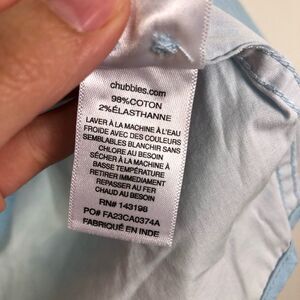 chubbies.com
98%COTON
2%ÉLASTHANNE
LAVER À LA MACHINE À L'EAU
FROIDE AVEC DES COULEURS
SEMBLABLES BLANCHIR SANS
CHLORE AU BESOIN
SÉCHER À LA MACHINE À
BASSE TEMPÉRATURE
RETIRER IMMEDIAMENT
REPASSER AU FER
CHAUD AU BESOIN
RN# 143198
PO# FA23CA0374A
FABRIQUÉ EN INDE